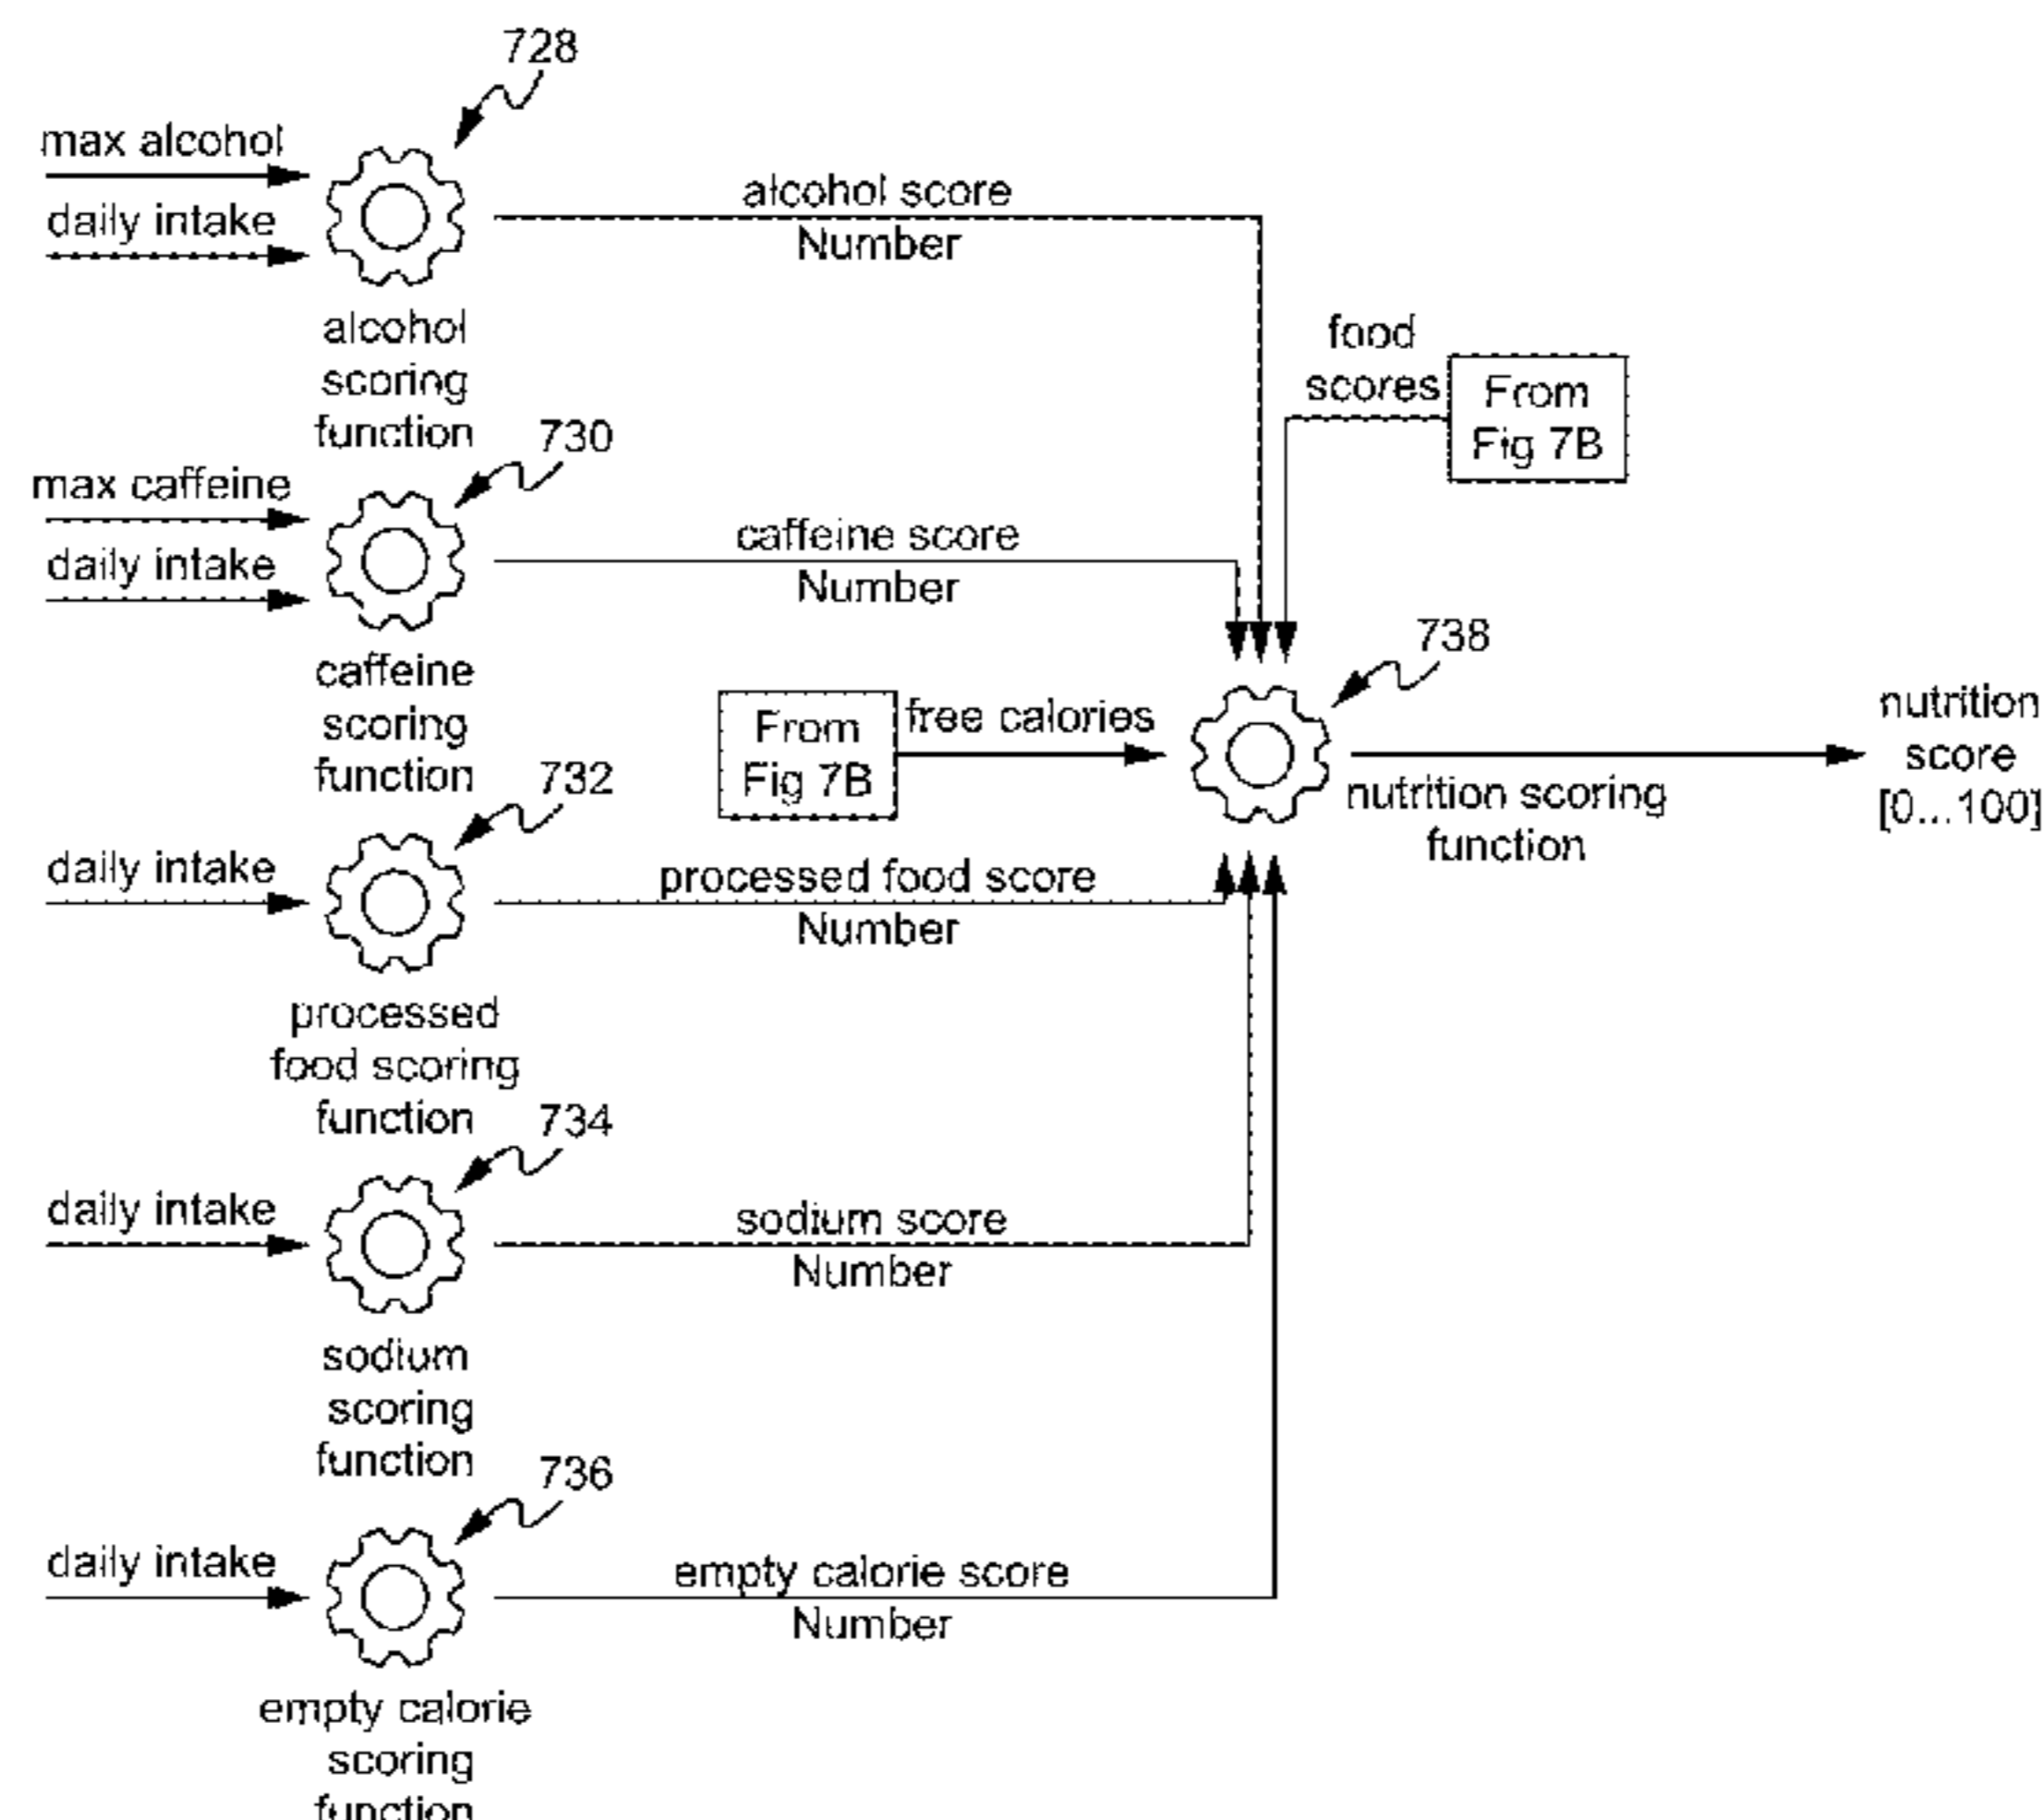 728
max alcohol
daily intake
alcohol score
Number
alcohol
scoring
function
food
scores
From
Fig 7B
730
max caffeine
daily intake
caffeine score
Number
caffeine
scoring
function
738
From
Fig 7B
free calories
nutrition scoring
function
nutrition
score
[0...100]
732
daily intake
processed food score
Number
processed
food scoring
function
734
daily intake
sodium score
Number
sodium
scoring
function
736
daily intake
empty calorie score
Number
empty calorie
scoring
function